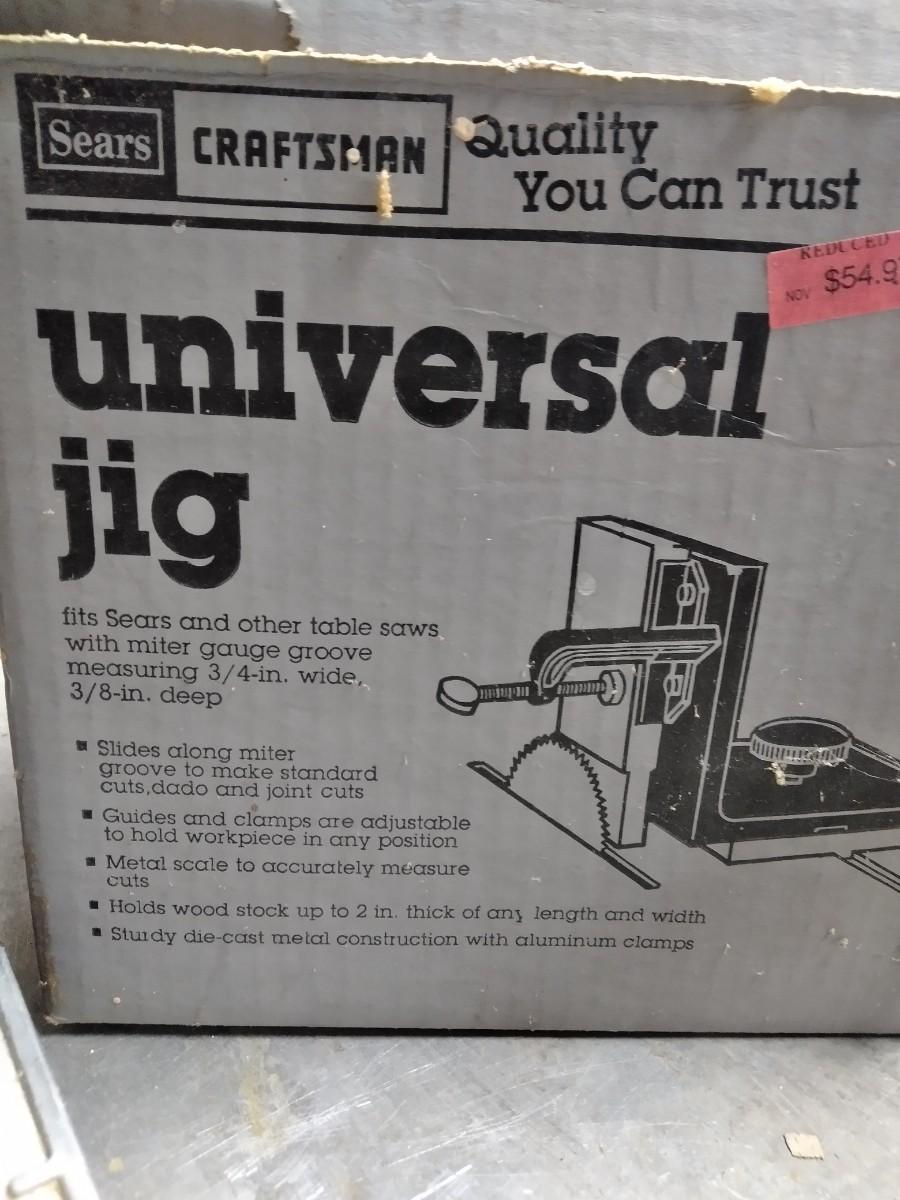 Sears CRAFTSMAN Quality
You Can Trust
REDUCED
NOV $54.9
universal
jig
fits Sears and other table saws
with miter gauge groove
measuring 3/4-in. wide,
3/8-in. deep
▪ Slides along miter
groove to make standard
cuts,dado and joint cuts
▪ Guides and clamps are adjustable
to hold workpiece in any position
▪ Metal scale to accurately measure
cuts
▪ Holds wood stock up to 2 in. thick of any length and width
▪ Sturdy die-cast metal construction with aluminum clamps